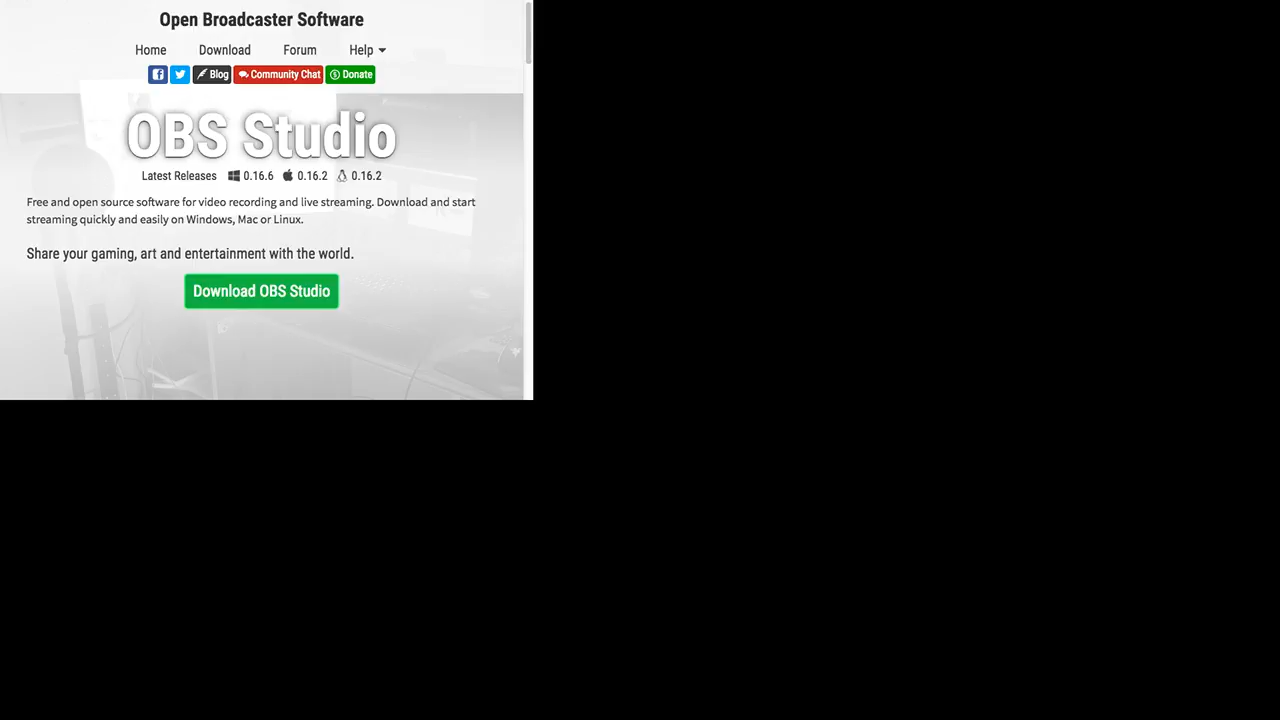 Open Broadcaster Software
Home Download Forum Help
Blog Community Chat Donate
OBS Studio
Latest Releases 0.16.6 0.16.2 0.16.2
Free and open source software for video recording and live streaming. Download and start
streaming quickly and easily on Windows, Mac or Linux.
Share your gaming, art and entertainment with the world.
Download OBS Studio